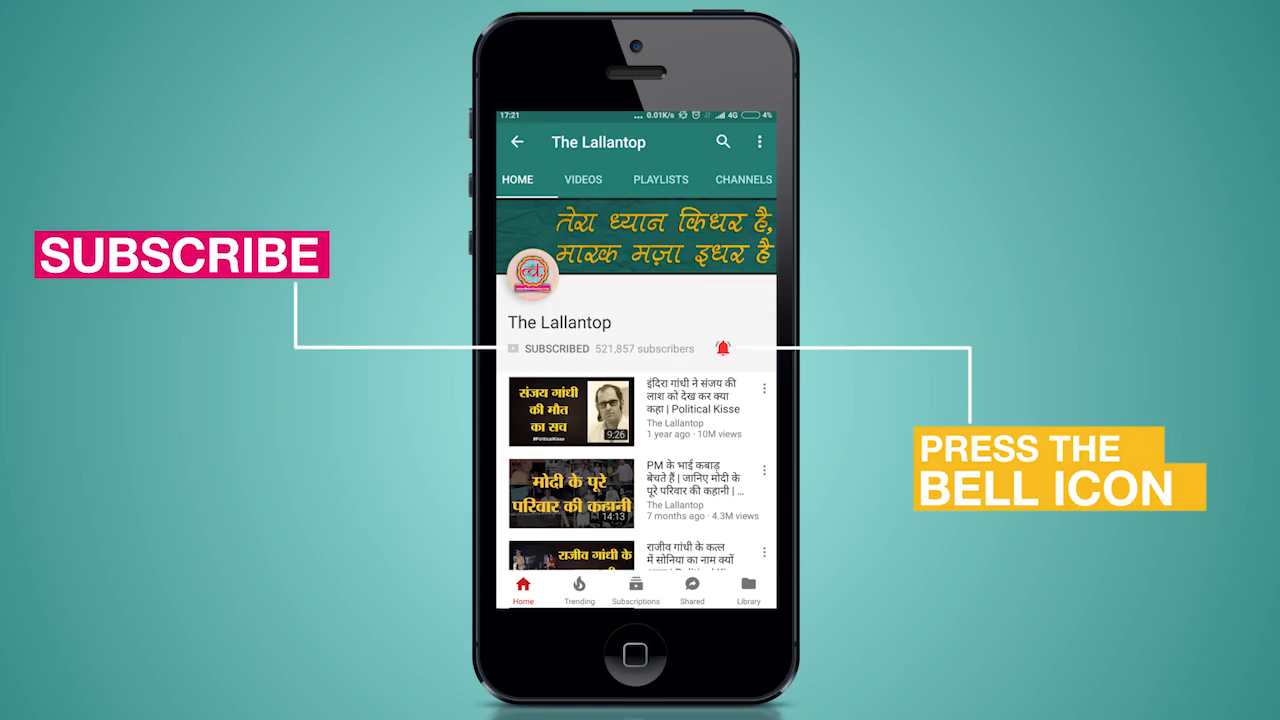 SUBSCRIBE
PRESS THE
BELL ICON
17:21
... 0.01K/s 4G 4%
The Lallantop
HOME VIDEOS PLAYLISTS CHANNELS
तेरा ध्यान किधर है,
मारक मज़ा इधर है
The Lallantop
SUBSCRIBED 521,857 subscribers
संजय गांधी
की मौत
का सच
#PoliticalKisse
9:26
इंदिरा गांधी ने संजय की
लाश को देख कर क्या
कहा | Political Kisse
The Lallantop
1 year ago · 10M views
मोदी के पूरे
परिवार की कहानी
14:13
PM के भाई कबाड़
बेचते हैं | जानिए मोदी के
पूरे परिवार की कहानी | ...
The Lallantop
7 months ago · 4.3M views
राजीव गांधी के
राजीव गांधी के कत्ल
में सोनिया का नाम क्यों
Home Trending Subscriptions Shared Library